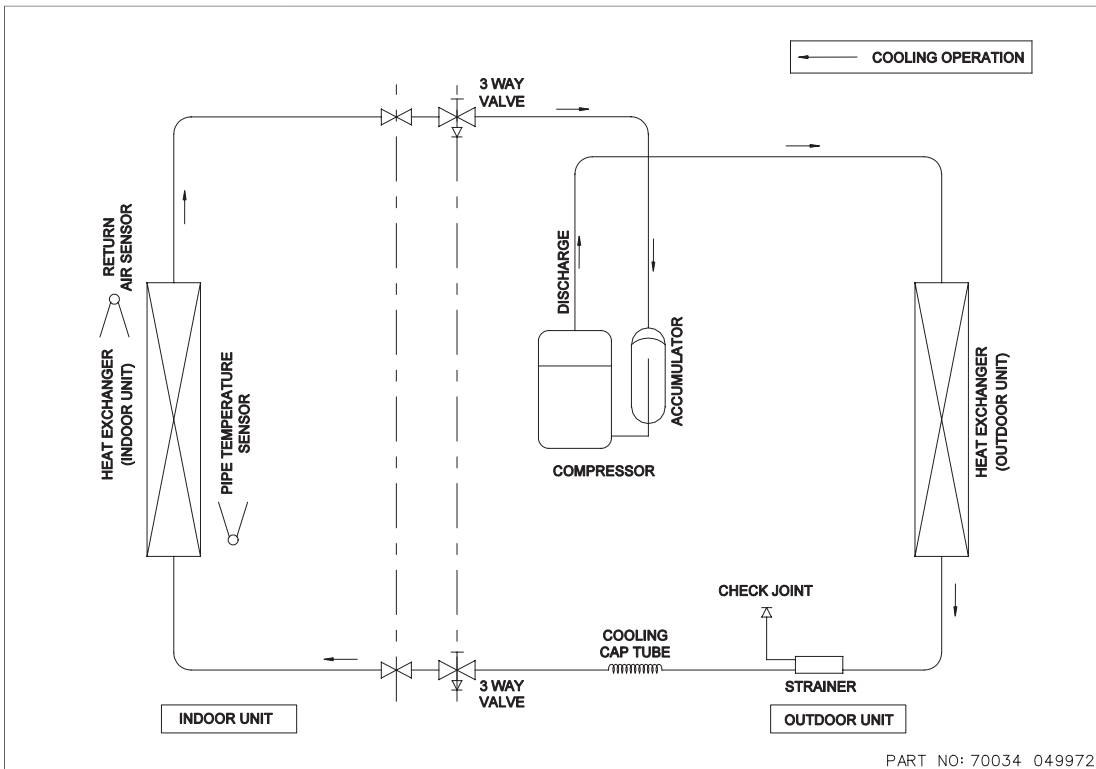 COOLING OPERATION
3 WAY
VALVE
RETURN
AIR SENSOR
DISCHARGE
HEAT EXCHANGER
(INDOOR UNIT)
PIPE TEMPERATURE
SENSOR
ACCUMULATOR
COMPRESSOR
HEAT EXCHANGER
(OUTDOOR UNIT)
CHECK JOINT
COOLING
CAP TUBE
STRAINER
3 WAY
VALVE
INDOOR UNIT
OUTDOOR UNIT
PART NO: 70034 049972